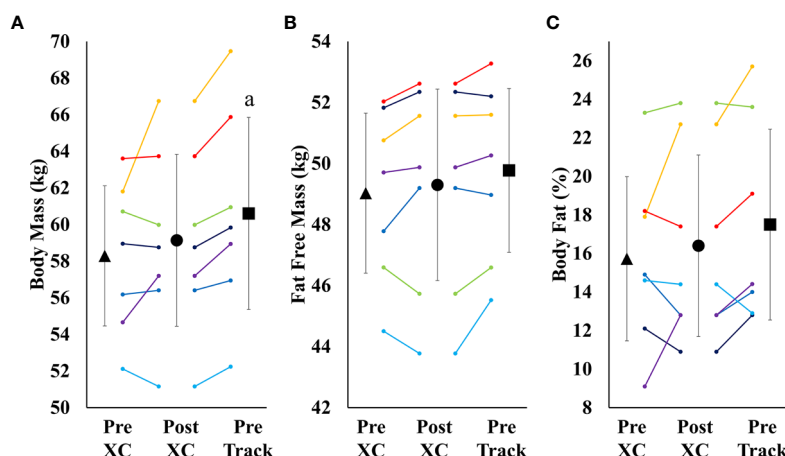 A
Body Mass (kg)
70
68
66
64
62
60
58
56
54
52
50
a
Pre Post Pre
XC XC Track
B
Fat Free Mass (kg)
54
52
50
48
46
44
42
Pre Post Pre
XC XC Track
C
Body Fat (%)
26
24
22
20
18
16
14
12
10
8
Pre Post Pre
XC XC Track